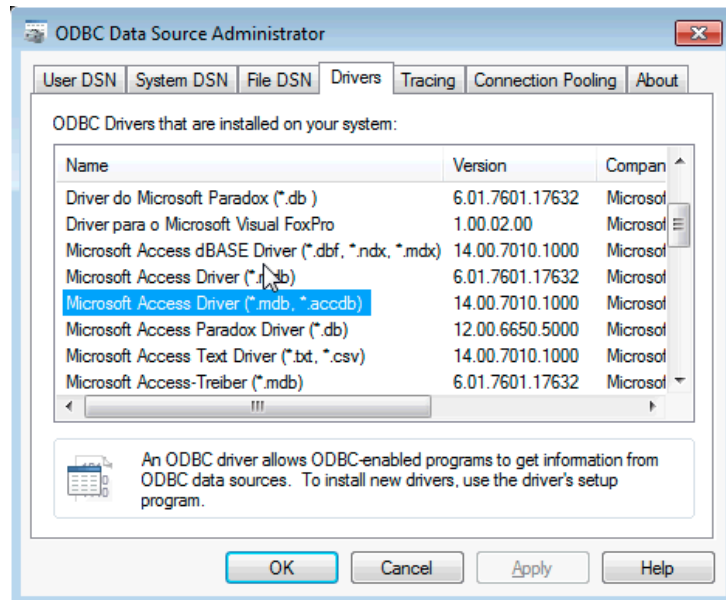 ODBC Data Source Administrator
User DSN System DSN File DSN Drivers Tracing Connection Pooling About
ODBC Drivers that are installed on your system:
Name Version Compan
Driver do Microsoft Paradox (*.db ) 6.01.7601.17632 Microsof
Driver para o Microsoft Visual FoxPro 1.00.02.00 Microsof
Microsoft Access dBASE Driver (*.dbf, *.ndx, *.mdx) 14.00.7010.1000 Microsof
Microsoft Access Driver (*.mdb) 6.01.7601.17632 Microsof
Microsoft Access Driver (*.mdb, *.accdb) 14.00.7010.1000 Microsof
Microsoft Access Paradox Driver (*.db) 12.00.6650.5000 Microsof
Microsoft Access Text Driver (*.txt, *.csv) 14.00.7010.1000 Microsof
Microsoft Access-Treiber (*.mdb) 6.01.7601.17632 Microsof
An ODBC driver allows ODBC-enabled programs to get information from
ODBC data sources. To install new drivers, use the driver's setup
program.
OK Cancel Apply Help